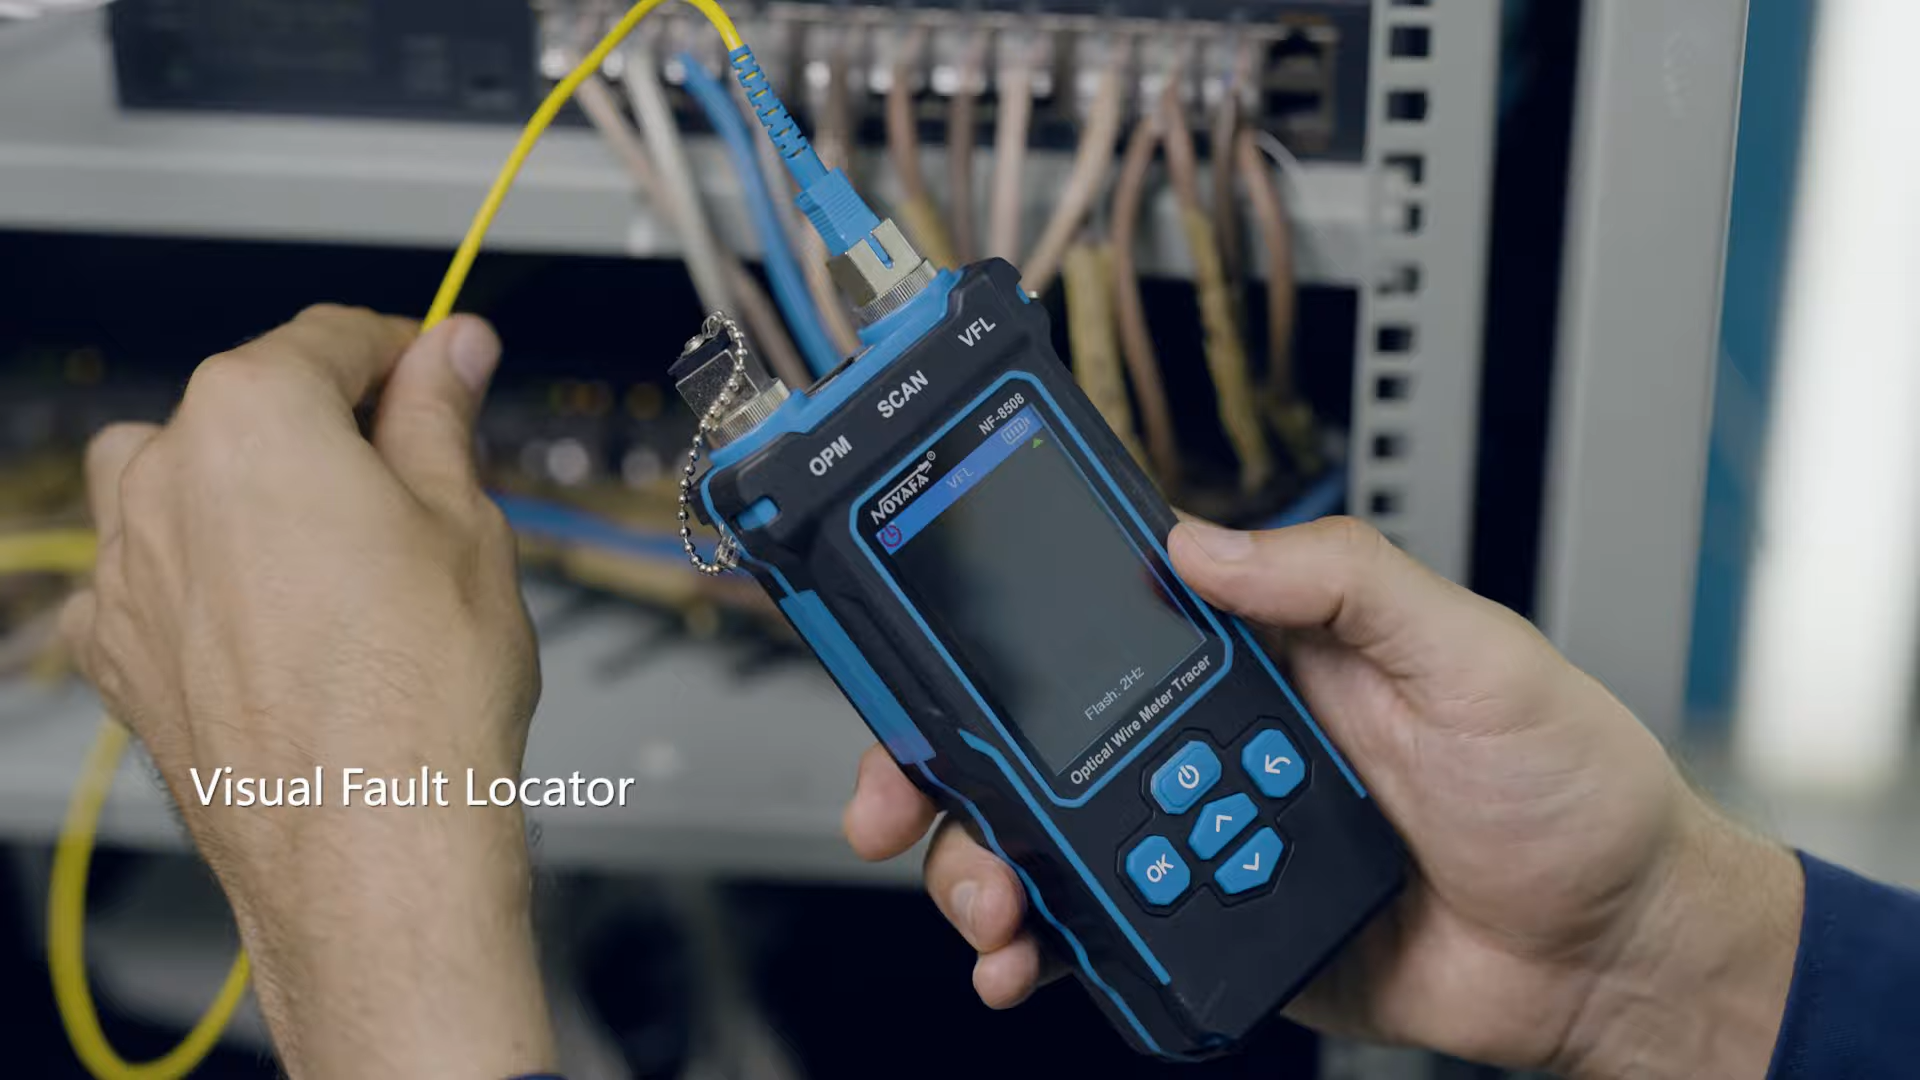 VFL
SCAN
OPM
NF-8508
NOYAFA®
VFL
Flash: 2Hz
Optical Wire Meter Tracer
OK
Visual Fault Locator